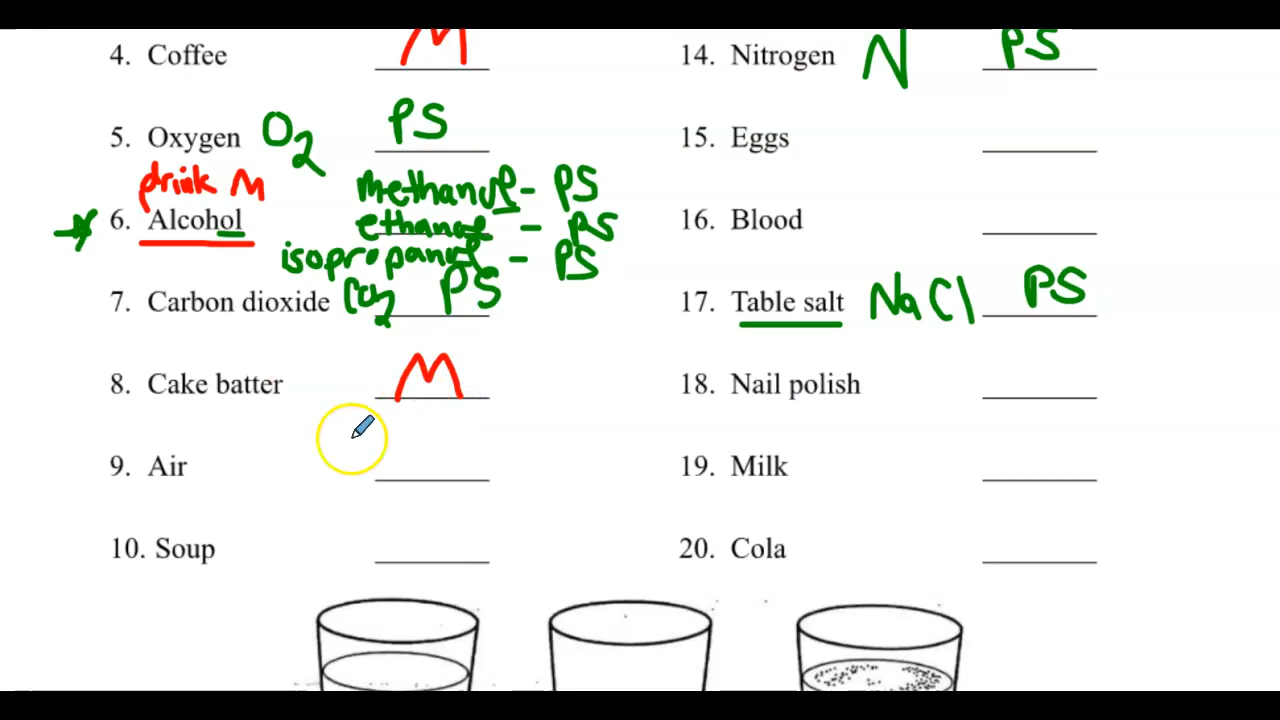 4. Coffee M
5. Oxygen O2 PS
drink M
methanol - PS
6. Alcohol ethanol - PS
isopropanol - PS
7. Carbon dioxide CO2 PS
8. Cake batter M
9. Air
10. Soup
14. Nitrogen N PS
15. Eggs
16. Blood
17. Table salt NaCl PS
18. Nail polish
19. Milk
20. Cola